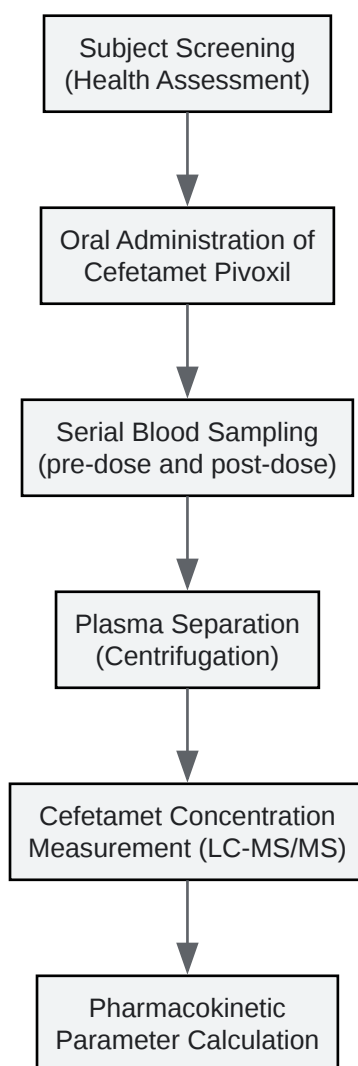 Subject Screening
(Health Assessment)
Oral Administration of
Cefetamet Pivoxil
Serial Blood Sampling
(pre-dose and post-dose)
Plasma Separation
(Centrifugation)
Cefetamet Concentration
Measurement (LC-MS/MS)
Pharmacokinetic
Parameter Calculation